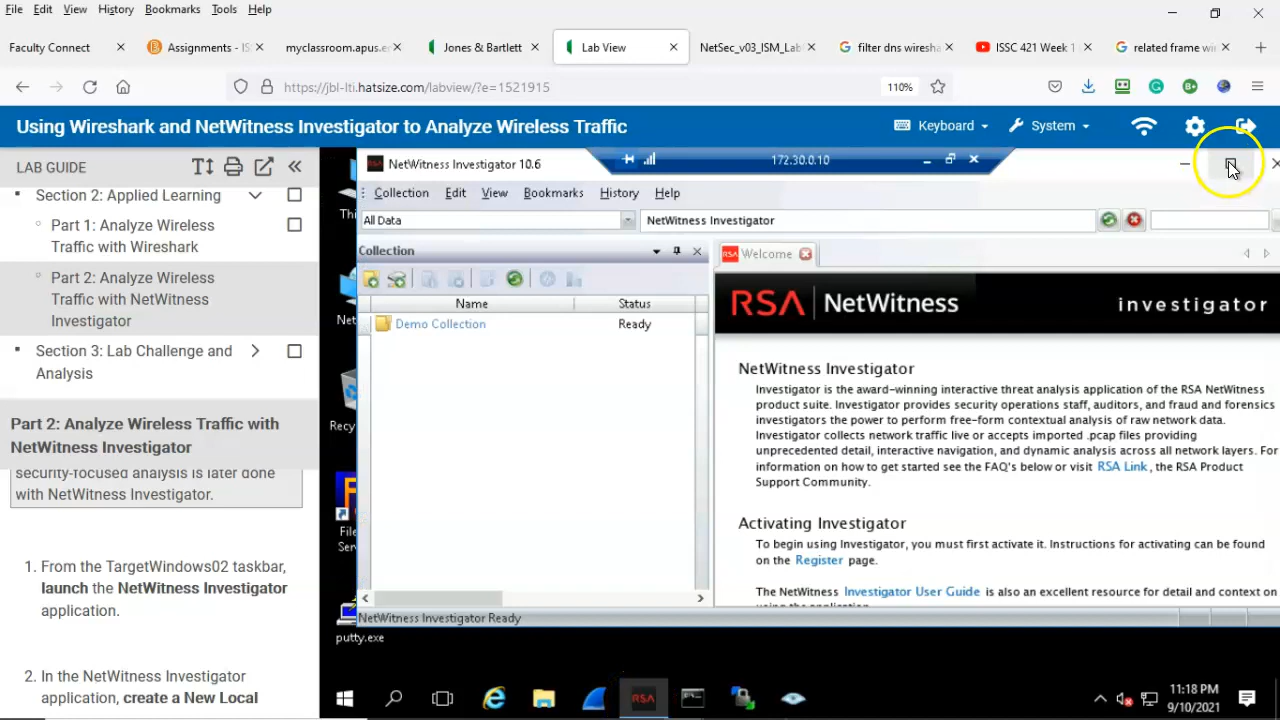 File Edit View History Bookmarks Tools Help
Faculty Connect
Assignments - IS
myclassroom.apus.e
Jones & Bartlett
Lab View
NetSec_v03_ISM_Lab
filter dns wiresha
ISSC 421 Week 1
related frame wi
https://jbl-lti.hatsize.com/labview/?e=1521915
110%
Using Wireshark and NetWitness Investigator to Analyze Wireless Traffic
Keyboard
System
LAB GUIDE
Section 2: Applied Learning
Part 1: Analyze Wireless
Traffic with Wireshark
Part 2: Analyze Wireless
Traffic with NetWitness
Investigator
Section 3: Lab Challenge and
Analysis
Part 2: Analyze Wireless Traffic with
NetWitness Investigator
security-focused analysis is later done
with NetWitness Investigator.
1. From the TargetWindows02 taskbar,
launch the NetWitness Investigator
application.
2. In the NetWitness Investigator
application, create a New Local
Thi
Net
Recy
File
Serv
putty.exe
RSA NetWitness Investigator 10.6
172.30.0.10
Collection Edit View Bookmarks History Help
All Data
NetWitness Investigator
Collection
Name Status
Demo Collection Ready
RSA Welcome
RSA NetWitness investigator
NetWitness Investigator
Investigator is the award-winning interactive threat analysis application of the RSA NetWitness
product suite. Investigator provides security operations staff, auditors, and fraud and forensics
investigators the power to perform free-form contextual analysis of raw network data.
Investigator collects network traffic live or accepts imported .pcap files providing
unprecedented detail, interactive navigation, and dynamic analysis across all network layers. For
information on how to get started see the FAQ's below or visit RSA Link, the RSA Product
Support Community.
Activating Investigator
To begin using Investigator, you must first activate it. Instructions for activating can be found
on the Register page.
The NetWitness Investigator User Guide is also an excellent resource for detail and context on
using the application
NetWitness Investigator Ready
RSA
11:18 PM
9/10/2021